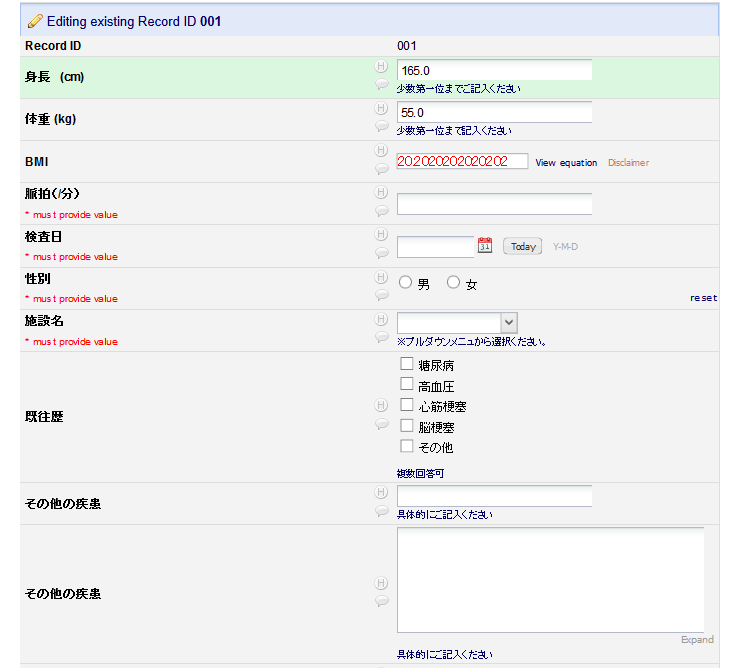 Editing existing Record ID 001
Record ID 001
身長 (cm) H 165.0
少数第一位までご記入ください
体重 (kg) H 55.0
少数第一位まで記入ください
BMI H 20.202020202020202 View equation Disclaimer
脈拍(/分) H
* must provide value
検査日 H 31 Today Y-M-D
* must provide value
性別 H 男 女
* must provide value reset
施設名 H
* must provide value ※プルダウンメニュから選択ください。
糖尿病
高血圧
既往歴 H 心筋梗塞
脳梗塞
その他
複数回答可
その他の疾患 H
具体的にご記入ください
その他の疾患 H
Expand
具体的にご記入ください